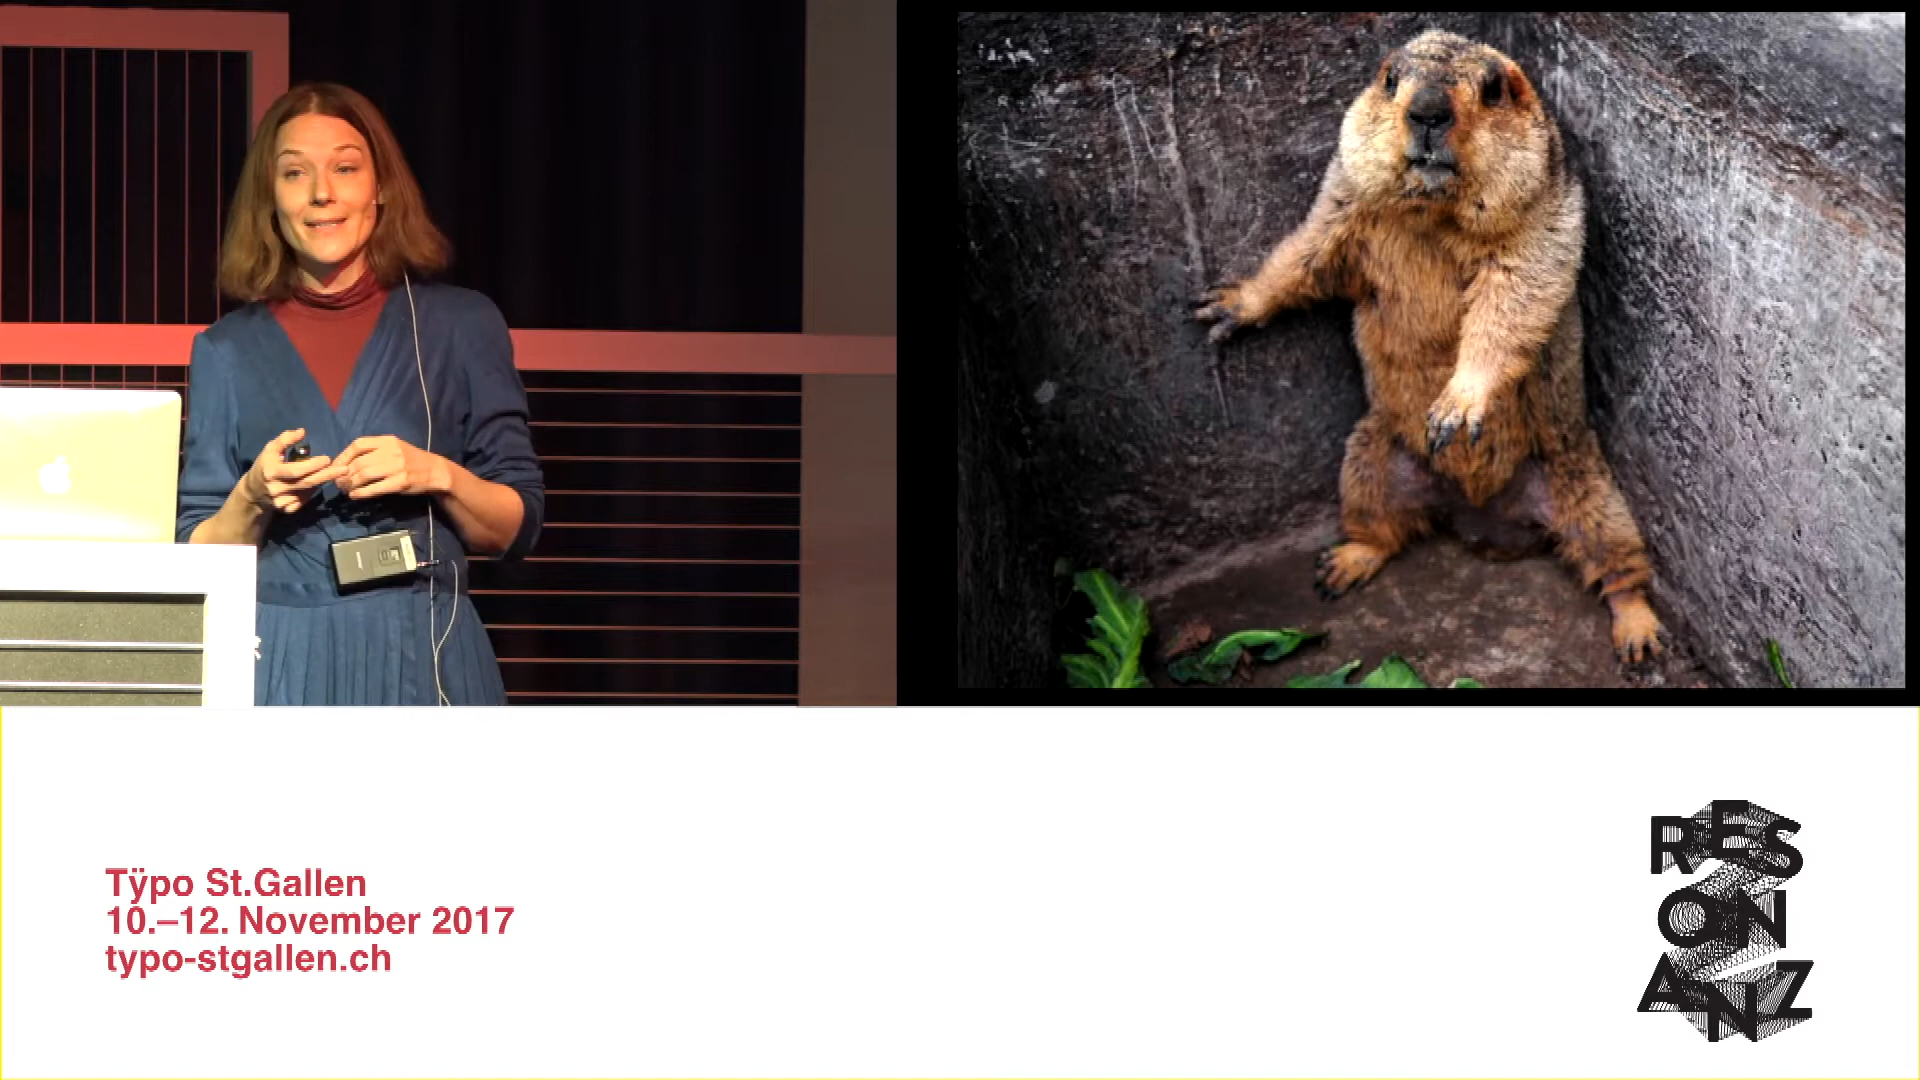 Tÿpo St.Gallen
10.–12. November 2017
typo-stgallen.ch
RES
ON
ANZ